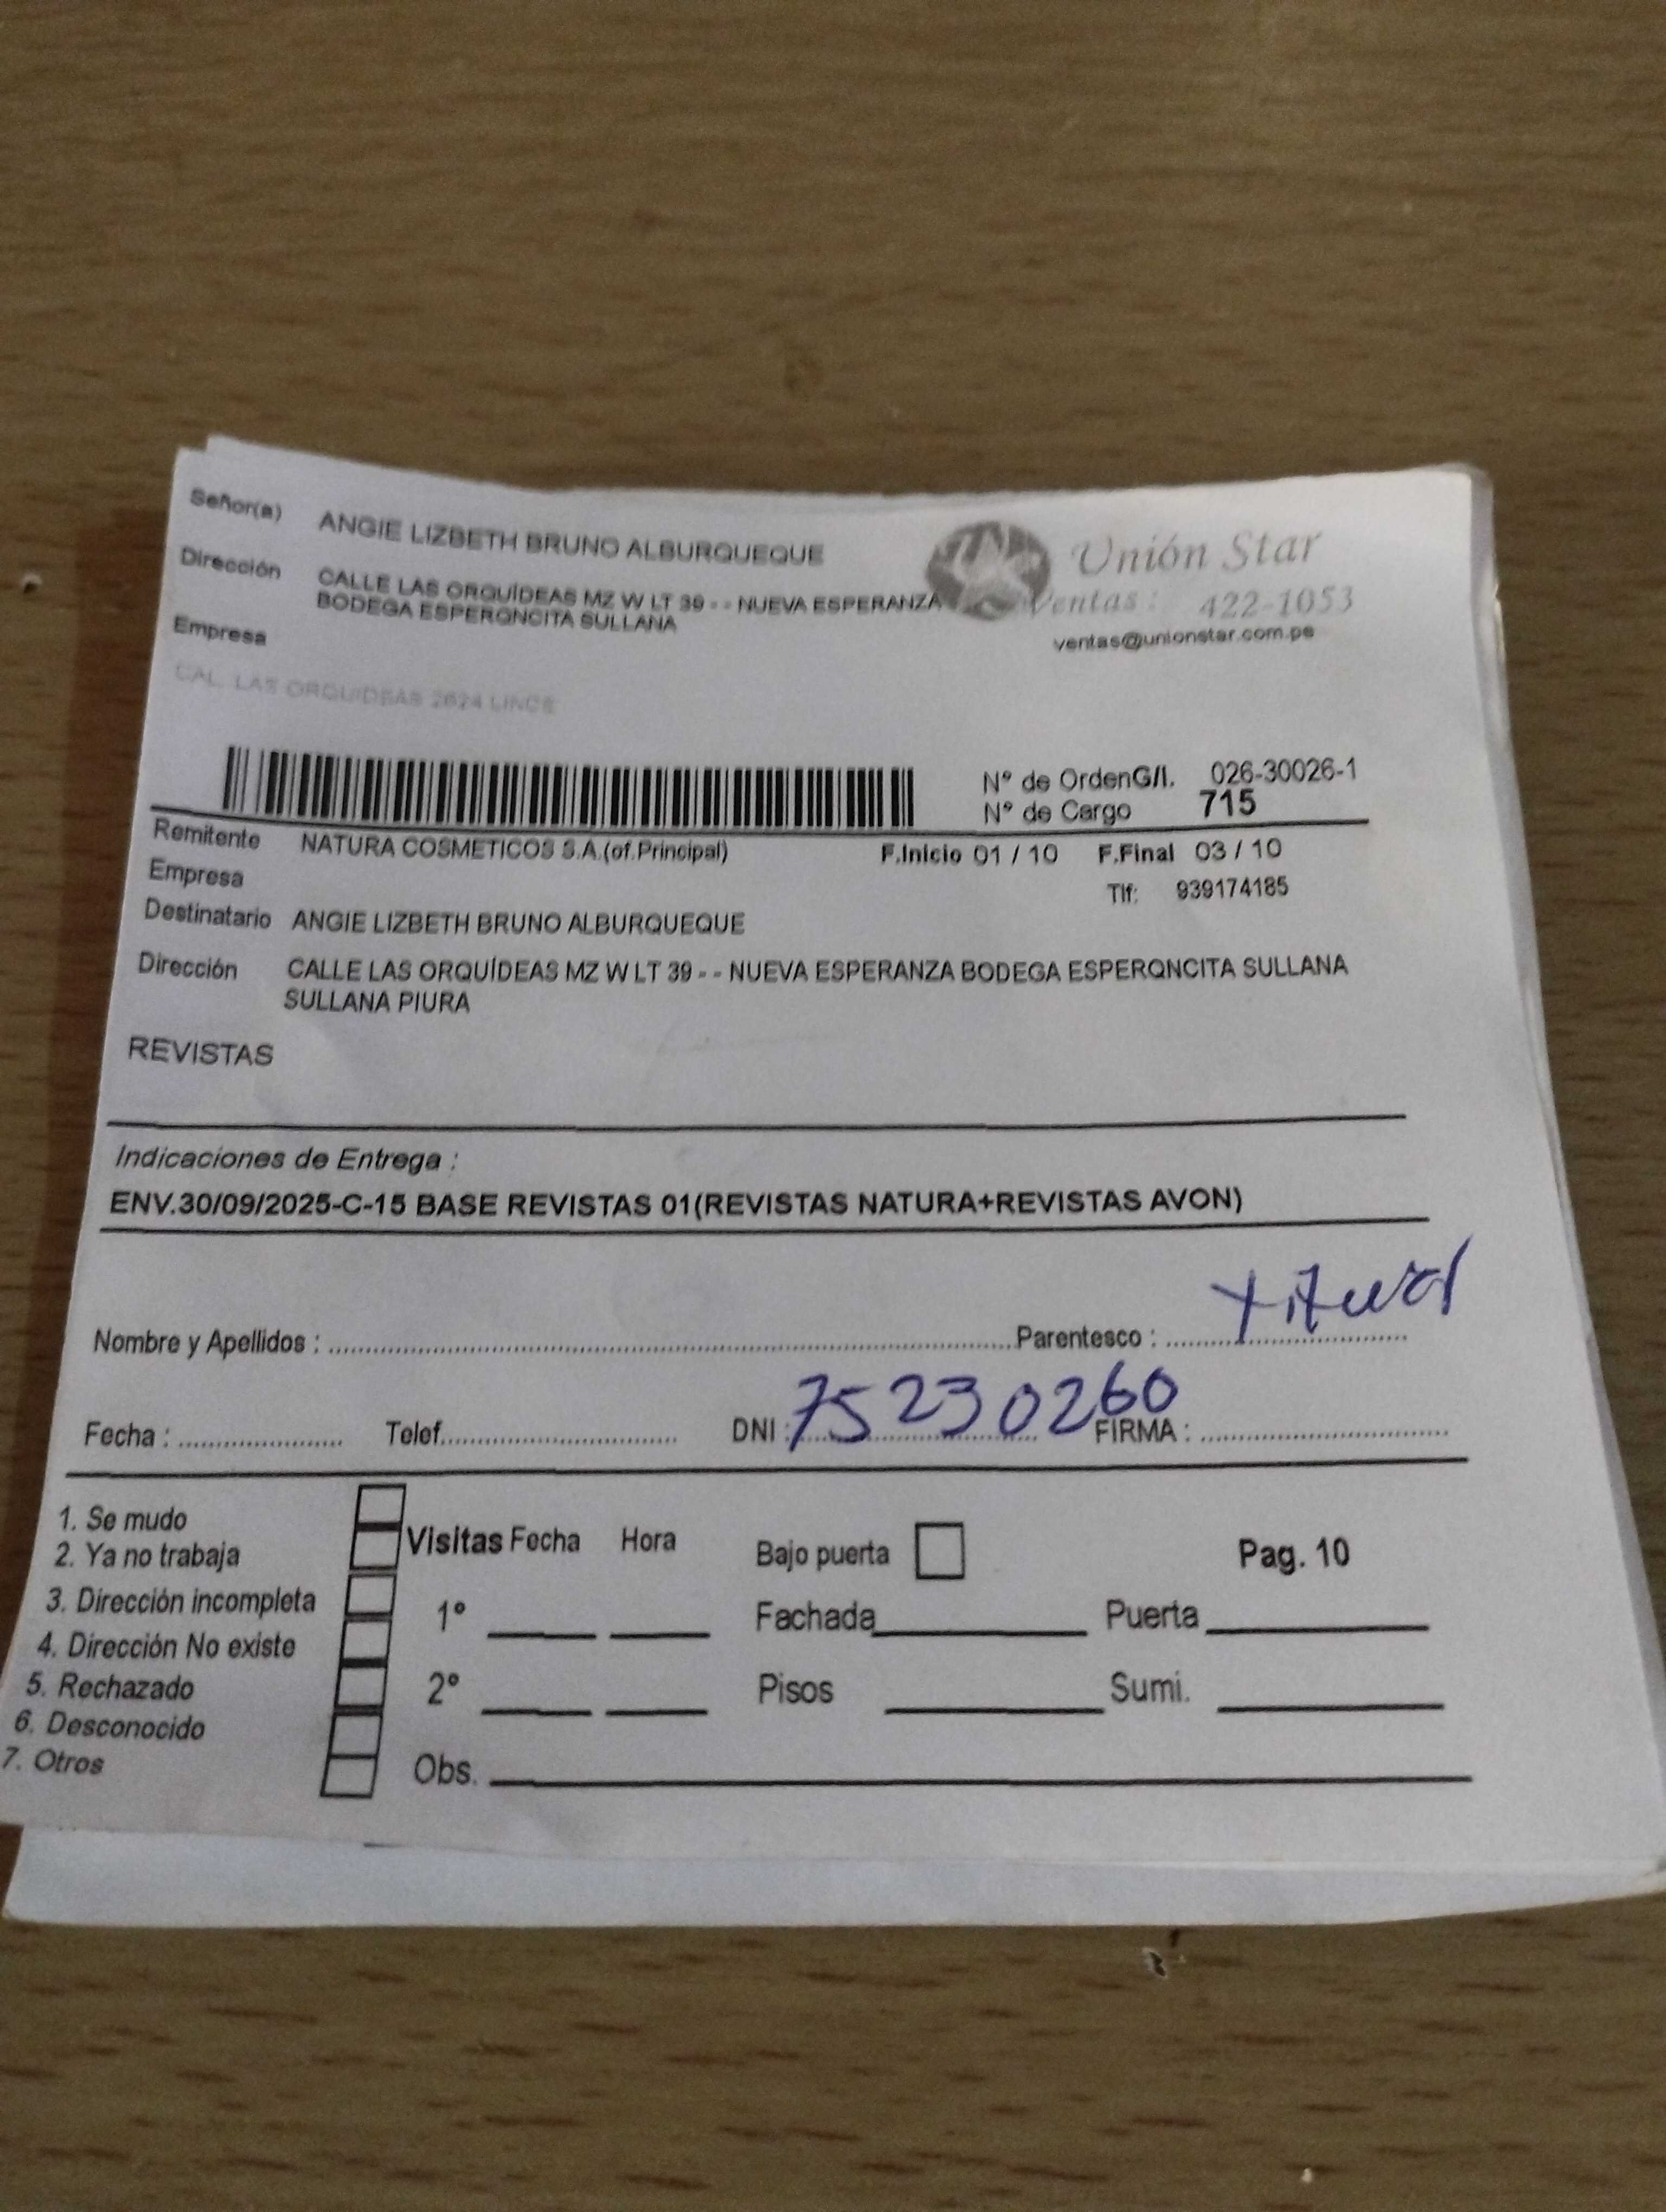 Señor(a) ANGIE LIZBETH BRUNO ALBURQUEQUE
Dirección CALLE LAS ORQUÍDEAS MZ W LT 39 - - NUEVA ESPERANZA
BODEGA ESPERQNCITA SULLANA
Empresa
CAL. LAS ORQUIDEAS 2624 LINCE
Unión Star
Ventas : 422-1053
ventas@unionstar.com.pe
Nº de OrdenG/I. 026-30026-1
Nº de Cargo 715
Remitente NATURA COSMETICOS S.A.(of.Principal) F.Inicio 01 / 10 F.Final 03 / 10
Empresa Tlf: 939174185
Destinatario ANGIE LIZBETH BRUNO ALBURQUEQUE
Dirección CALLE LAS ORQUÍDEAS MZ W LT 39 - - NUEVA ESPERANZA BODEGA ESPERQNCITA SULLANA
SULLANA PIURA
REVISTAS
Indicaciones de Entrega :
ENV.30/09/2025-C-15 BASE REVISTAS 01(REVISTAS NATURA+REVISTAS AVON)
Nombre y Apellidos : Parentesco :
Fecha : Telef. DNI : 75230260 FIRMA :
1. Se mudo
2. Ya no trabaja
3. Dirección incompleta
4. Dirección No existe
5. Rechazado
6. Desconocido
7. Otros
Visitas Fecha Hora
1º
2º
Obs.
Bajo puerta Pag. 10
Fachada Puerta
Pisos Sumi.